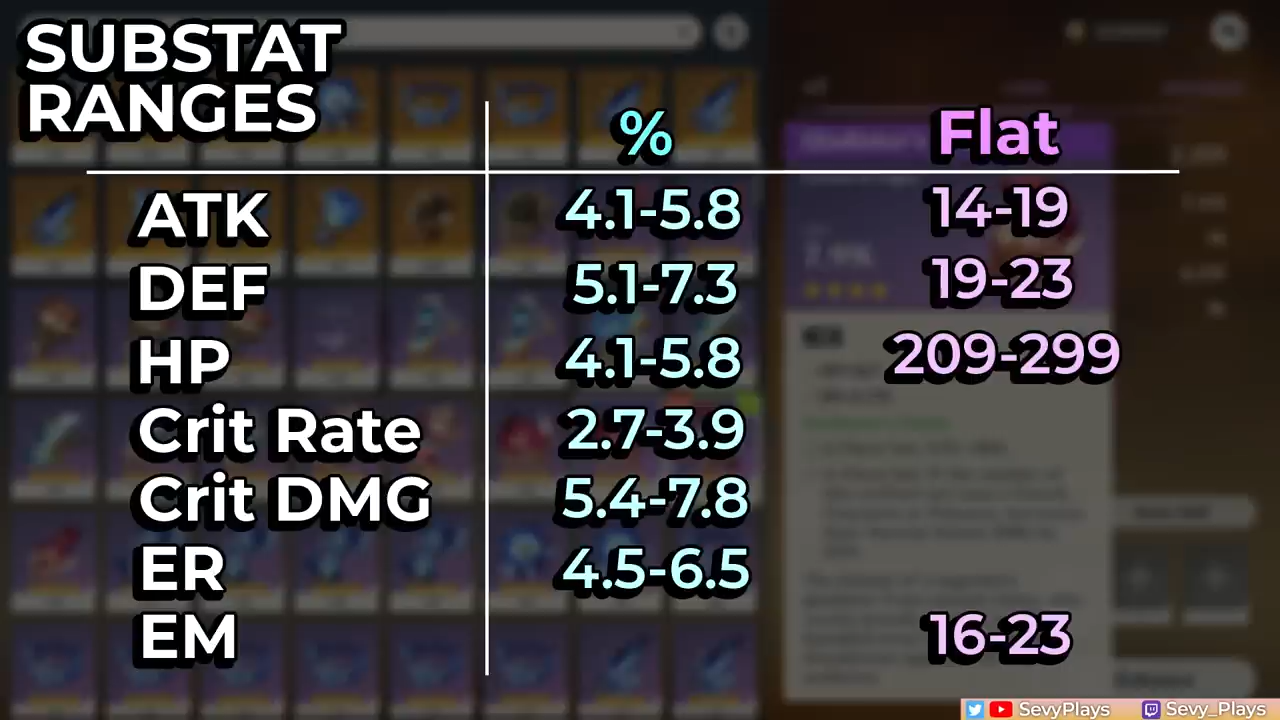 SUBSTAT
RANGES
% Flat
ATK 4.1-5.8 14-19
DEF 5.1-7.3 19-23
HP 4.1-5.8 209-299
Crit Rate 2.7-3.9
Crit DMG 5.4-7.8
ER 4.5-6.5
EM 16-23
SevyPlays Sevy_Plays